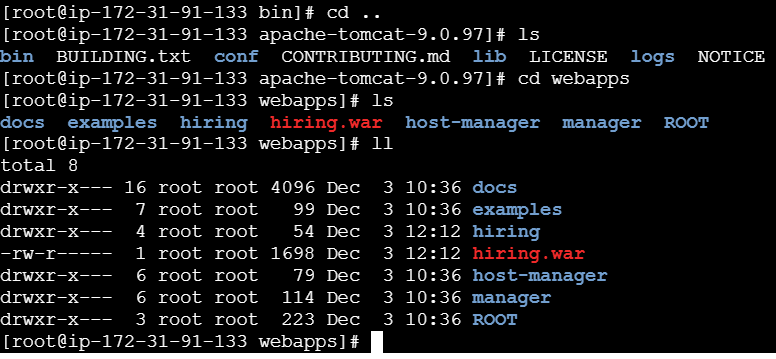 [root@ip-172-31-91-133 bin]# cd ..
[root@ip-172-31-91-133 apache-tomcat-9.0.97]# ls
bin  BUILDING.txt  conf  CONTRIBUTING.md  lib  LICENSE  logs  NOTICE
[root@ip-172-31-91-133 apache-tomcat-9.0.97]# cd webapps
[root@ip-172-31-91-133 webapps]# ls
docs  examples  hiring  hiring.war  host-manager  manager  ROOT
[root@ip-172-31-91-133 webapps]# ll
total 8
drwxr-x--- 16 root root 4096 Dec  3 10:36 docs
drwxr-x---  7 root root   99 Dec  3 10:36 examples
drwxr-x---  4 root root   54 Dec  3 12:12 hiring
-rw-r-----  1 root root 1698 Dec  3 12:12 hiring.war
drwxr-x---  6 root root   79 Dec  3 10:36 host-manager
drwxr-x---  6 root root  114 Dec  3 10:36 manager
drwxr-x---  3 root root  223 Dec  3 10:36 ROOT
[root@ip-172-31-91-133 webapps]#